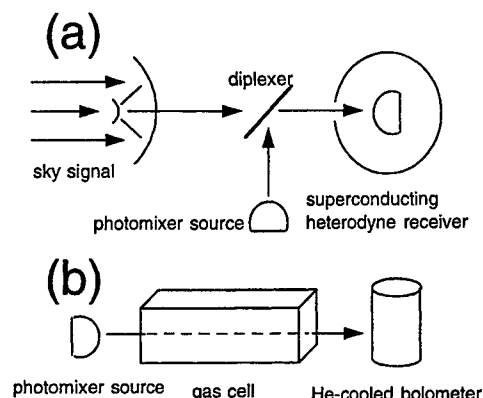 (a)
diplexer
sky signal
photomixer source
superconducting
heterodyne receiver
(b)
photomixer source
gas cell
He-cooled bolometer